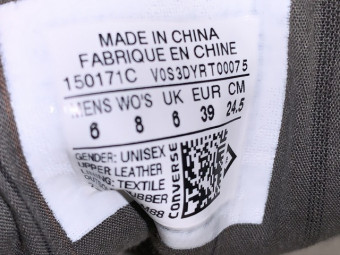 MADE IN CHINA
FABRIQUE EN CHINE
150171C V0S3DYRT00075
MENS WO'S UK EUR CM
6 8 6 39 24.5
GENDER: UNISEX
UPPER LEATHER
TEXTILE
CONVERSE